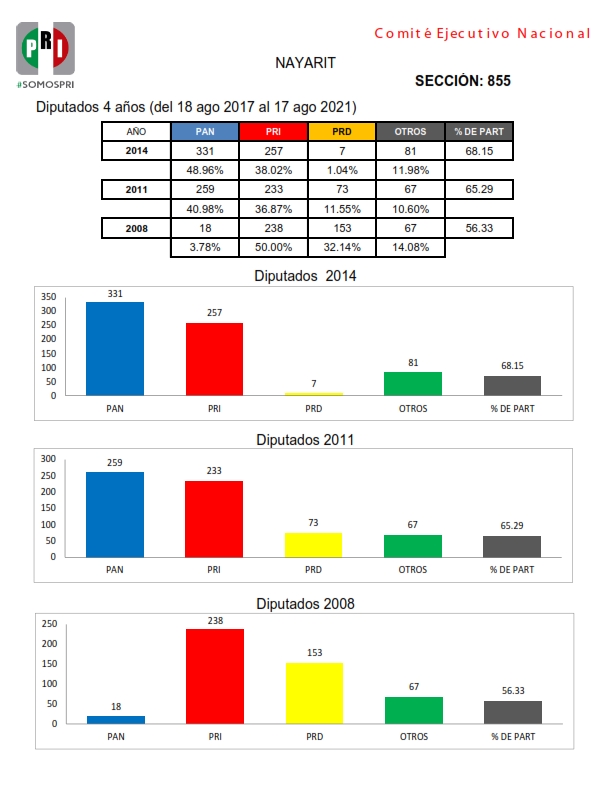 PRI
#SOMOSPRI
Comité Ejecutivo Nacional
NAYARIT
SECCIÓN: 855
Diputados 4 años (del 18 ago 2017 al 17 ago 2021)
AÑO PAN PRI PRD OTROS % DE PART
2014 331 257 7 81 68.15
48.96% 38.02% 1.04% 11.98%
2011 259 233 73 67 65.29
40.98% 36.87% 11.55% 10.60%
2008 18 238 153 67 56.33
3.78% 50.00% 32.14% 14.08%
Diputados 2014
350
300
250
200
150
100
50
0
331
257
7
81
68.15
PAN PRI PRD OTROS % DE PART
Diputados 2011
300
250
200
150
100
50
0
259
233
73
67
65.29
PAN PRI PRD OTROS % DE PART
Diputados 2008
250
200
150
100
50
0
18
238
153
67
56.33
PAN PRI PRD OTROS % DE PART